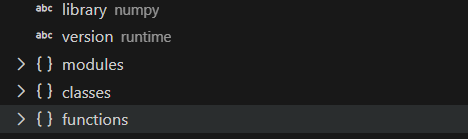 abc library numpy
abc version runtime
> {} modules
> {} classes
> {} functions